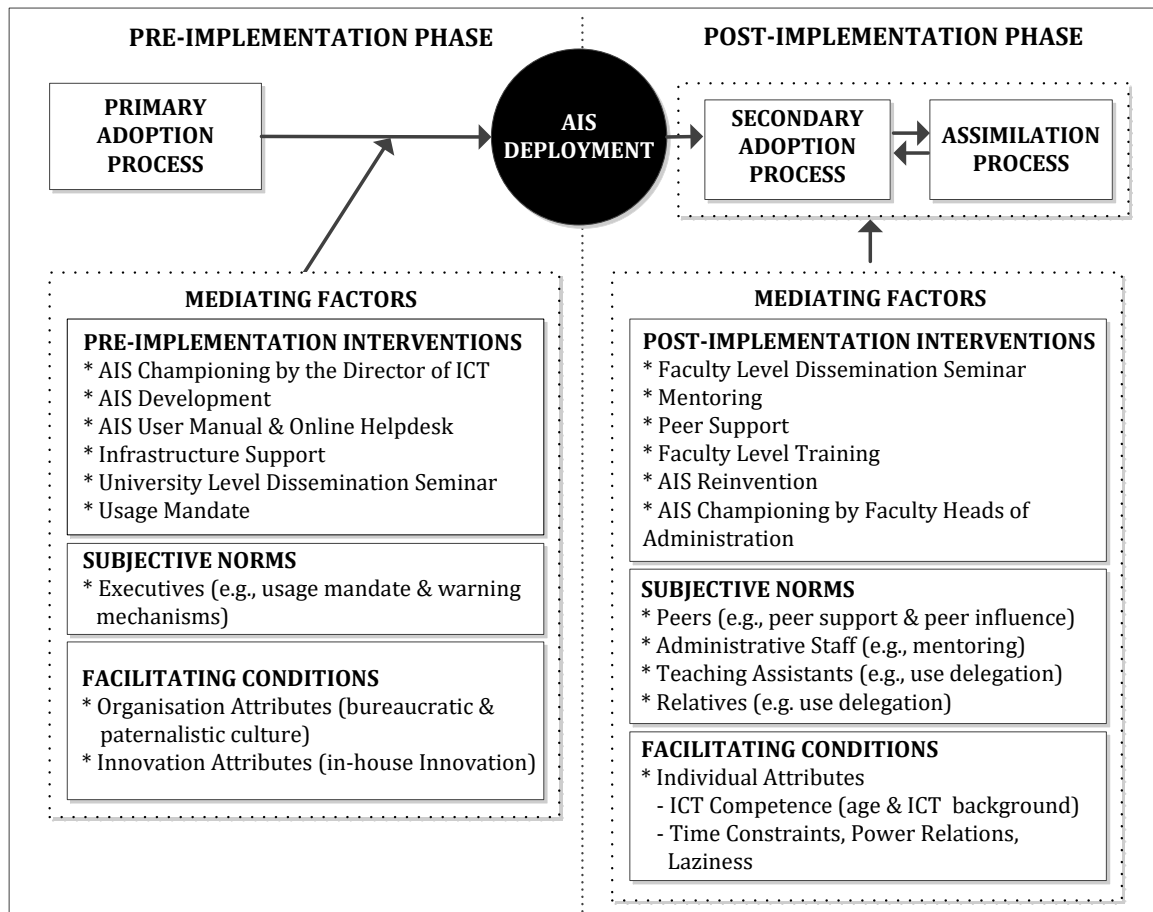 PRE-IMPLEMENTATION PHASE
POST-IMPLEMENTATION PHASE
PRIMARY
ADOPTION
PROCESS
AIS
DEPLOYMENT
SECONDARY
ADOPTION
PROCESS
ASSIMILATION
PROCESS
MEDIATING FACTORS
PRE-IMPLEMENTATION INTERVENTIONS
* AIS Championing by the Director of ICT
* AIS Development
* AIS User Manual & Online Helpdesk
* Infrastructure Support
* University Level Dissemination Seminar
* Usage Mandate
SUBJECTIVE NORMS
* Executives (e.g., usage mandate & warning
mechanisms)
FACILITATING CONDITIONS
* Organisation Attributes (bureaucratic &
paternalistic culture)
* Innovation Attributes (in-house Innovation)
MEDIATING FACTORS
POST-IMPLEMENTATION INTERVENTIONS
* Faculty Level Dissemination Seminar
* Mentoring
* Peer Support
* Faculty Level Training
* AIS Reinvention
* AIS Championing by Faculty Heads of
Administration
SUBJECTIVE NORMS
* Peers (e.g., peer support & peer influence)
* Administrative Staff (e.g., mentoring)
* Teaching Assistants (e.g., use delegation)
* Relatives (e.g. use delegation)
FACILITATING CONDITIONS
* Individual Attributes
- ICT Competence (age & ICT background)
- Time Constraints, Power Relations,
Laziness